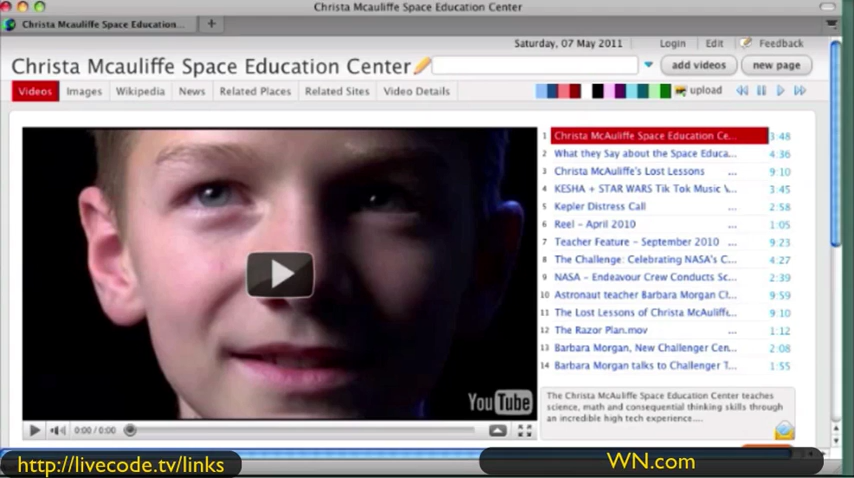 Christa Mcauliffe Space Education Center
Christa Mcauliffe Space Education...
Saturday, 07 May 2011 Login Edit Feedback
Christa Mcauliffe Space Education Center
add videos new page
Videos Images Wikipedia News Related Places Related Sites Video Details
upload
1 Christa McAuliffe Space Education Ce... 3:48
2 What they Say about the Space Educa... 4:36
3 Christa McAuliffe's Lost Lessons ... 9:10
4 KESHA + STAR WARS Tik Tok Music 3:45
5 Kepler Distress Call ... 2:58
6 Reel - April 2010 ... 1:05
7 Teacher Feature - September 2010 ... 9:23
8 The Challenge: Celebrating NASA's C... 4:27
9 NASA - Endeavour Crew Conducts Sc... 2:39
10 Astronaut teacher Barbara Morgan Cl... 9:59
11 The Lost Lessons of Christa McAuliffe 9:10
12 The Razor Plan.mov ... 1:12
13 Barbara Morgan, New Challenger Cen... 2:08
14 Barbara Morgan talks to Challenger T... 1:55
YouTube
The Christa McAuliffe Space Education Center teaches
science, math and consequential thinking skills through
an incredible high tech experience....
0:00 / 0:00
http://livecode.tv/links
WN.com